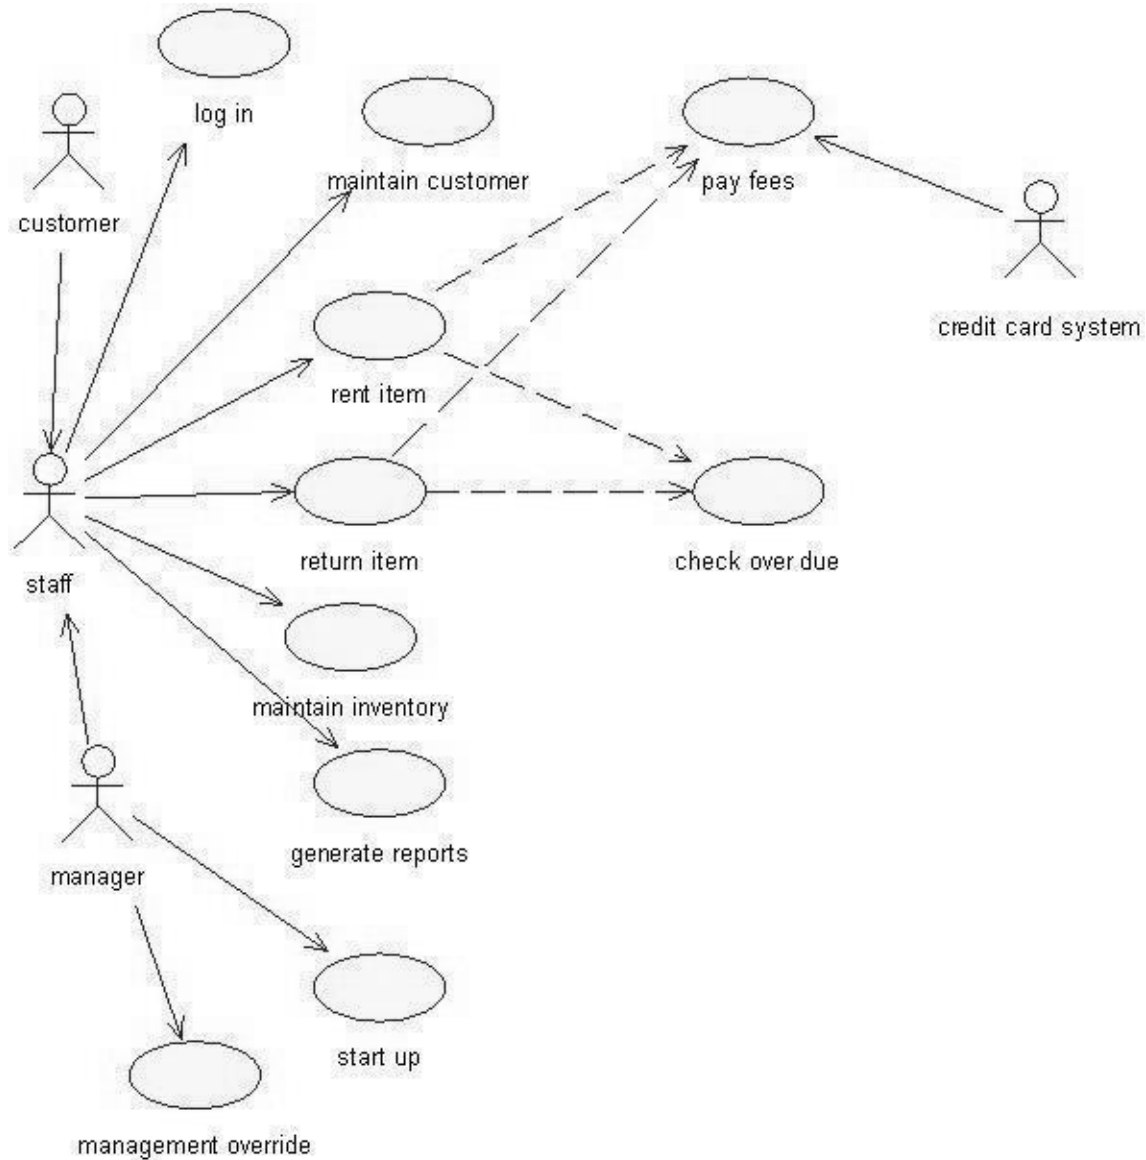 log in
maintain customer
pay fees
customer
credit card system
rent item
return item
check over due
staff
maintain inventory
generate reports
manager
start up
management override